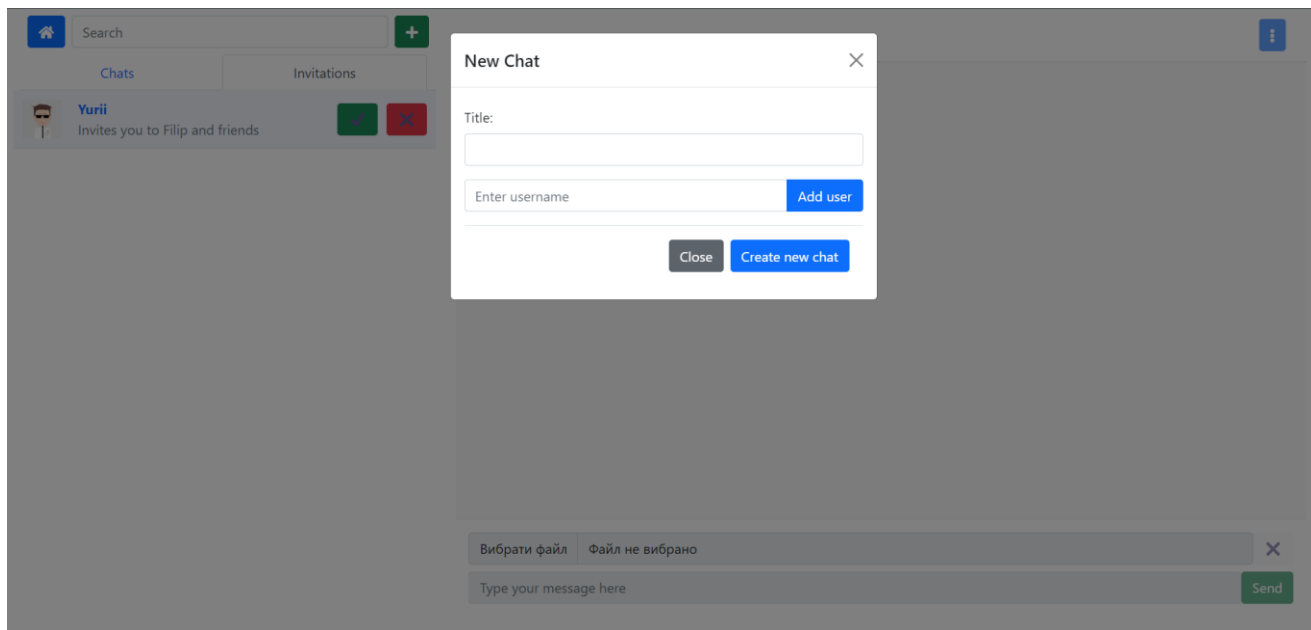 Search
Chats
Invitations
Yurii
Invites you to Filip and friends
New Chat
Title:
Enter username
Add user
Close
Create new chat
Вибрати файл
Файл не вибрано
Type your message here
Send